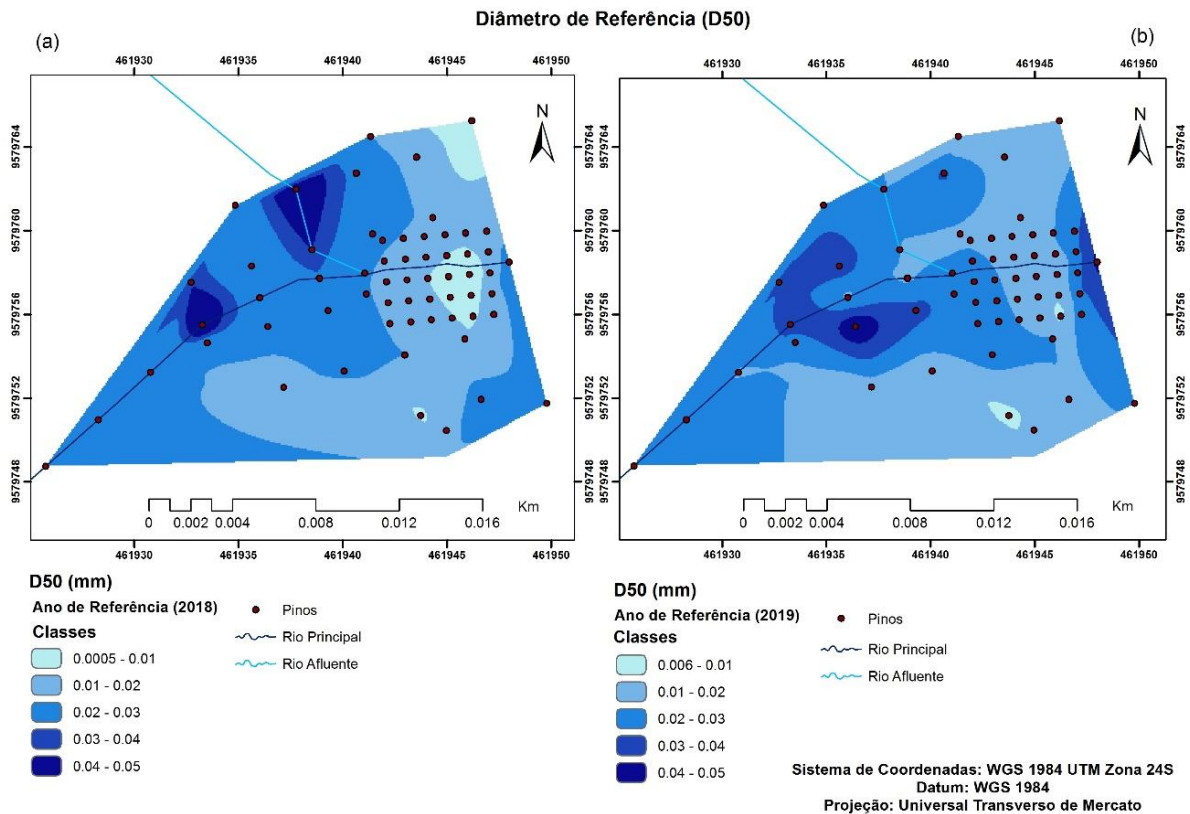 Diâmetro de Referência (D50)
(a)
461930 461935 461940 461945 461950
9579764
9579760
9579756
9579752
9579748
N
9579764
9579760
9579756
9579752
9579748
0 0.002 0.004 0.008 0.012 0.016
Km
461930 461935 461940 461945 461950
D50 (mm)
Ano de Referência (2018)
Classes
0.0005 - 0.01
0.01 - 0.02
0.02 - 0.03
0.03 - 0.04
0.04 - 0.05
Pinos
Rio Principal
Rio Afluente
(b)
461930 461935 461940 461945 461950
N
9579764
9579760
9579756
9579752
9579748
0 0.002 0.004 0.008 0.012 0.016
Km
461930 461935 461940 461945 461950
D50 (mm)
Ano de Referência (2019)
Classes
0.006 - 0.01
0.01 - 0.02
0.02 - 0.03
0.03 - 0.04
0.04 - 0.05
Pinos
Rio Principal
Rio Afluente
Sistema de Coordenadas: WGS 1984 UTM Zona 24S
Datum: WGS 1984
Projeção: Universal Transverso de Mercato